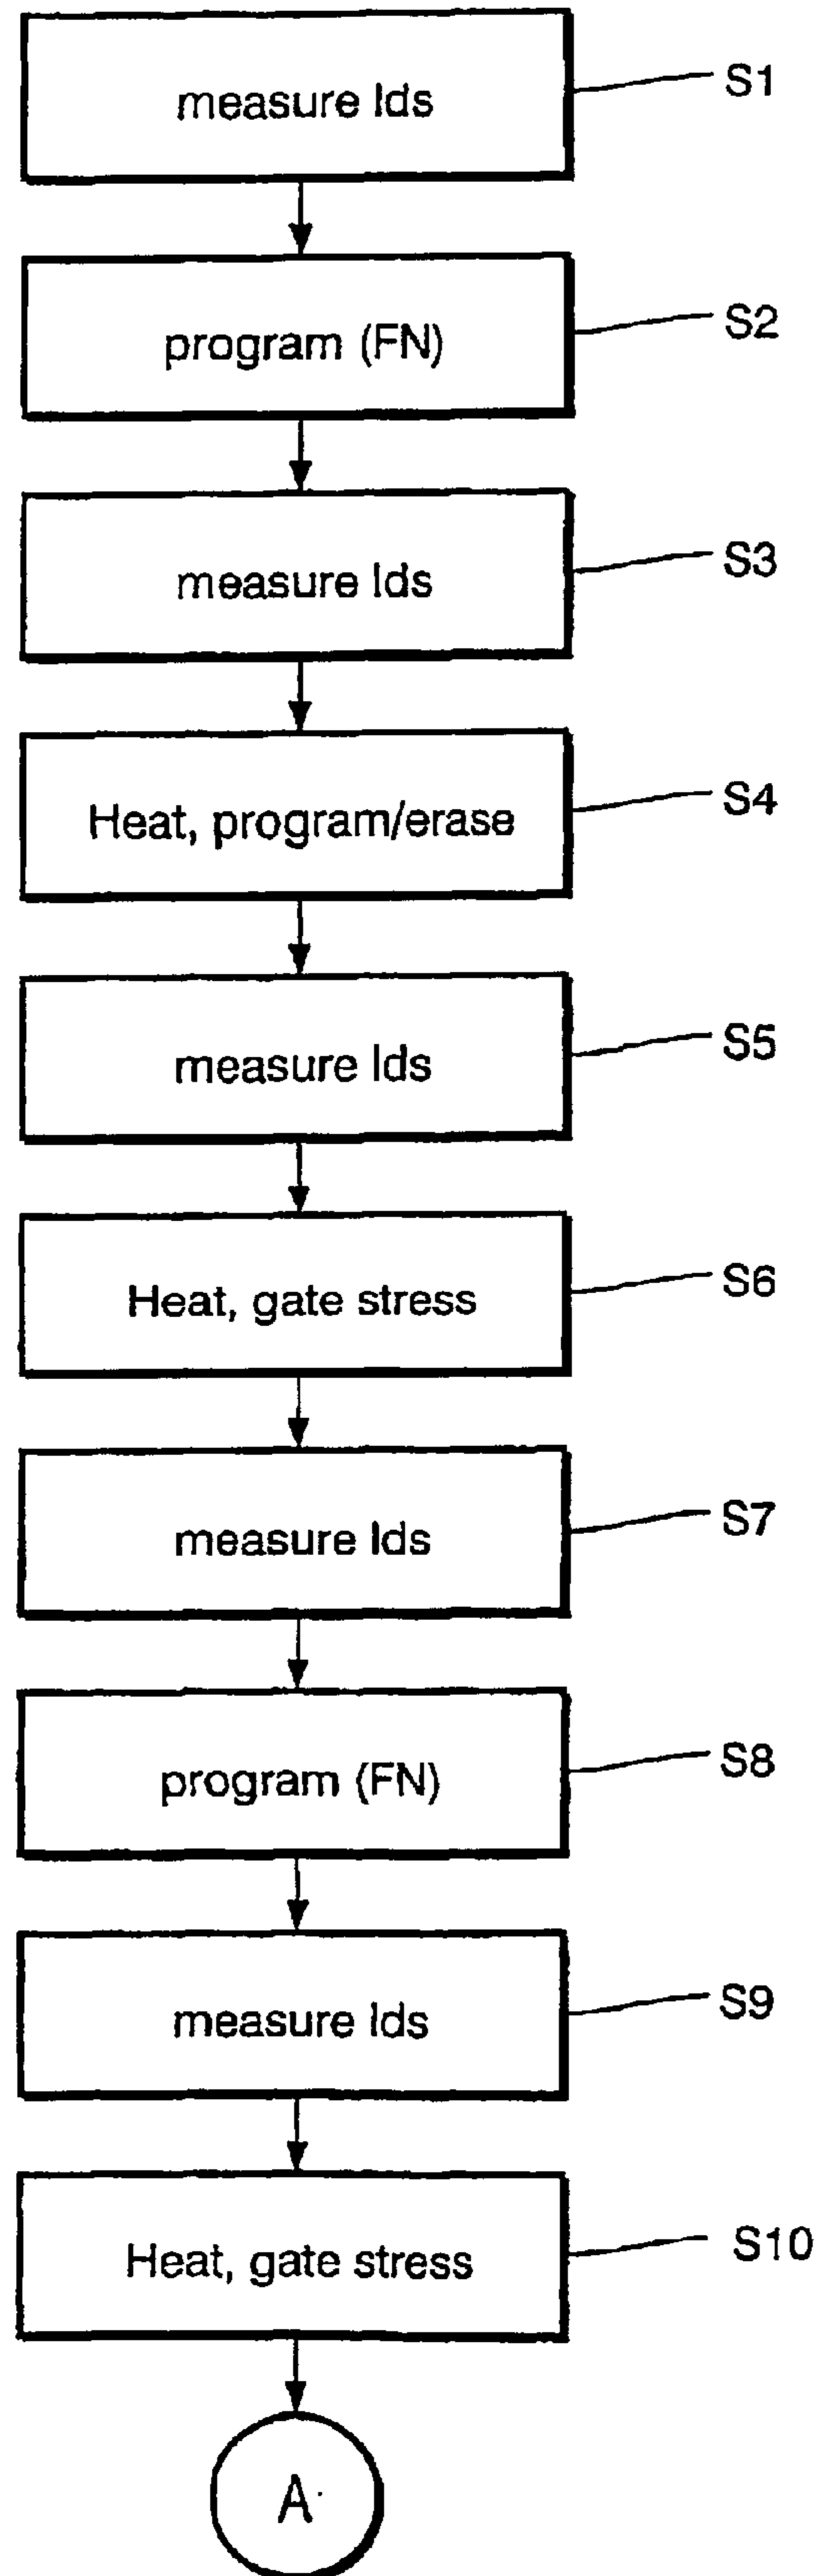 measure Ids
S1
program (FN)
S2
measure Ids
S3
Heat, program/erase
S4
measure Ids
S5
Heat, gate stress
S6
measure Ids
S7
program (FN)
S8
measure Ids
S9
Heat, gate stress
S10
A